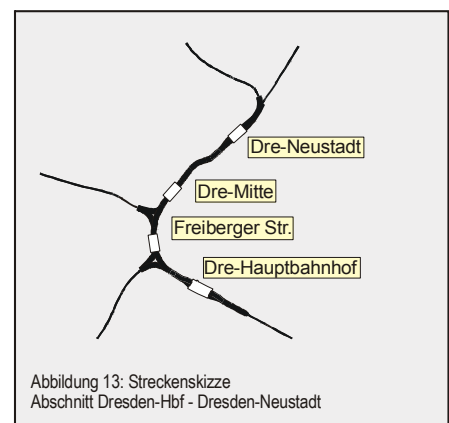 Dre-Neustadt
Dre-Mitte
Freiberger Str.
Dre-Hauptbahnhof
Abbildung 13: Streckenskizze
Abschnitt Dresden-Hbf - Dresden-Neustadt